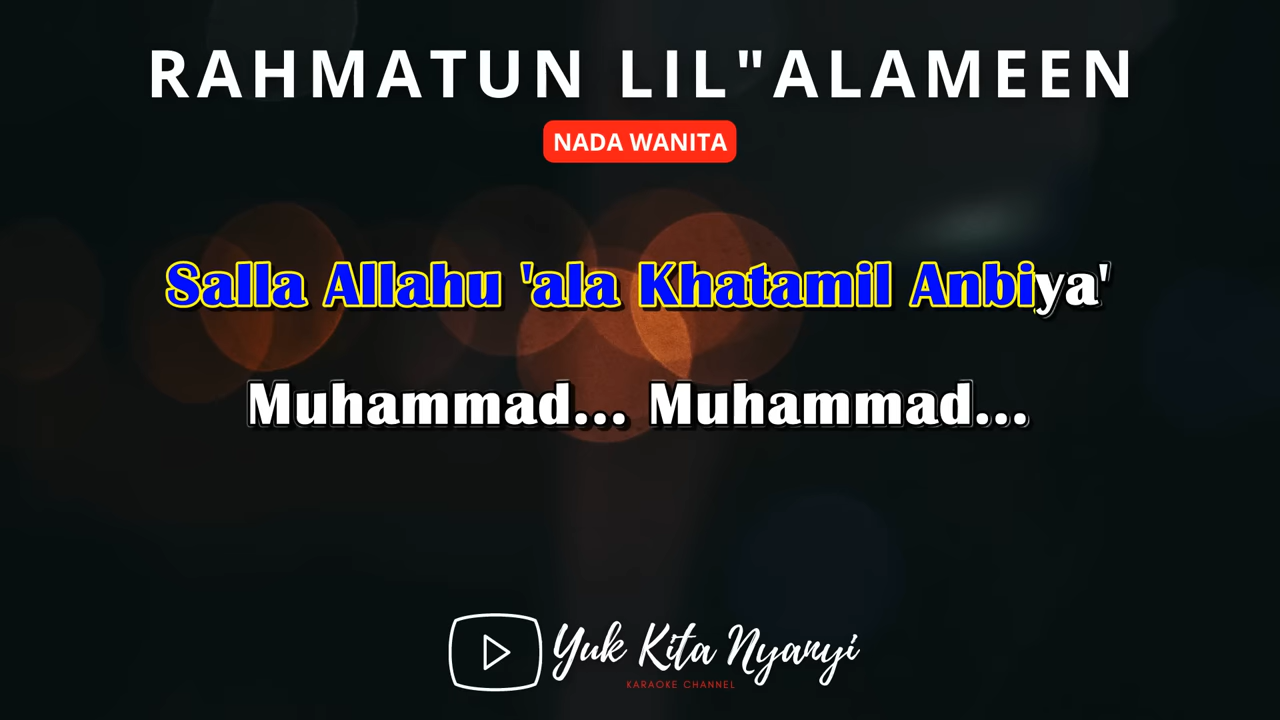 RAHMATUN LIL"ALAMEEN
NADA WANITA
Salla Allahu 'ala Khatamil Anbiya'
Muhammad... Muhammad...
Yuk Kita Nyanyi
KARAOKE CHANNEL